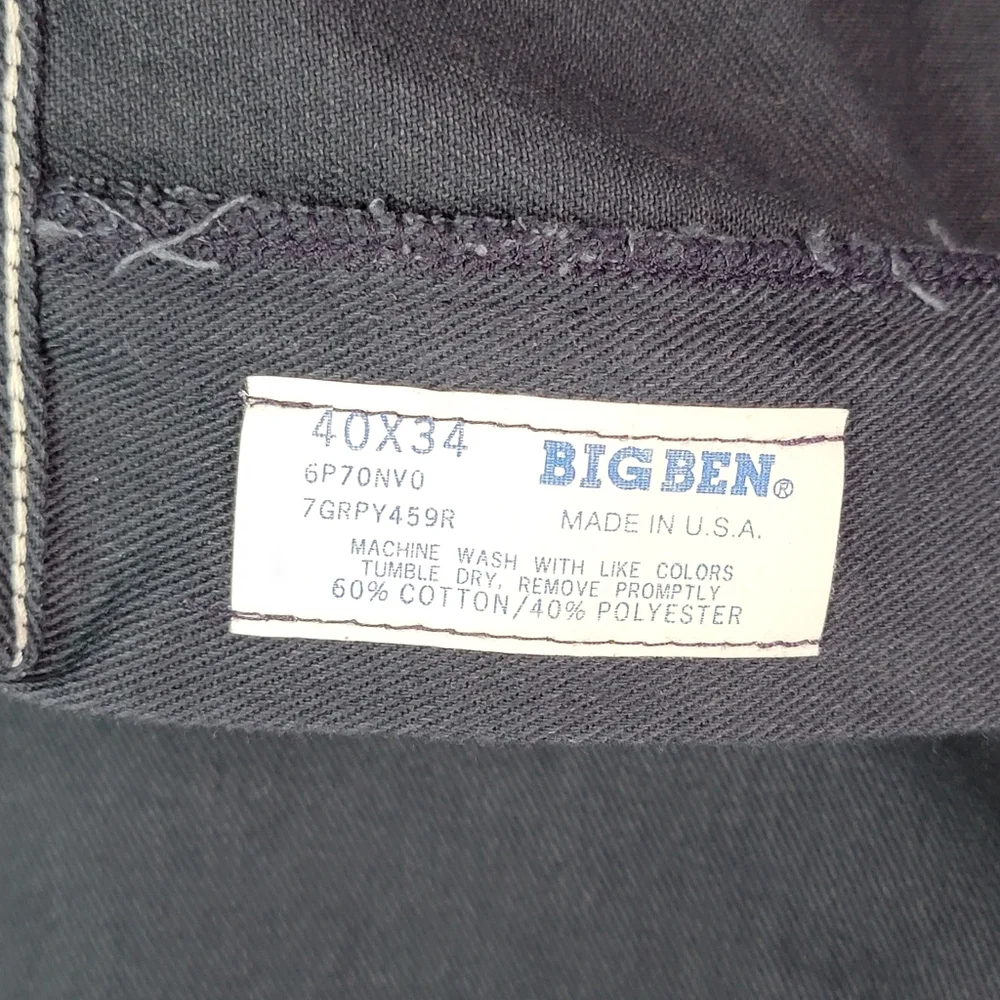 40X34
6P70NV0
7GRPY459R
BIG BEN®
MADE IN U.S.A.
MACHINE WASH WITH LIKE COLORS
TUMBLE DRY, REMOVE PROMPTLY
60% COTTON/40% POLYESTER